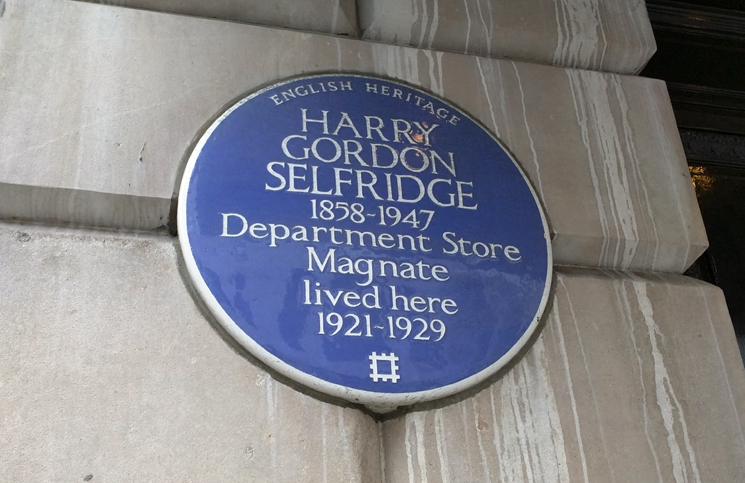 ENGLISH HERITAGE
HARRY
GORDON
SELFRIDGE
1858-1947
Department Store
Magnate
lived here
1921-1929